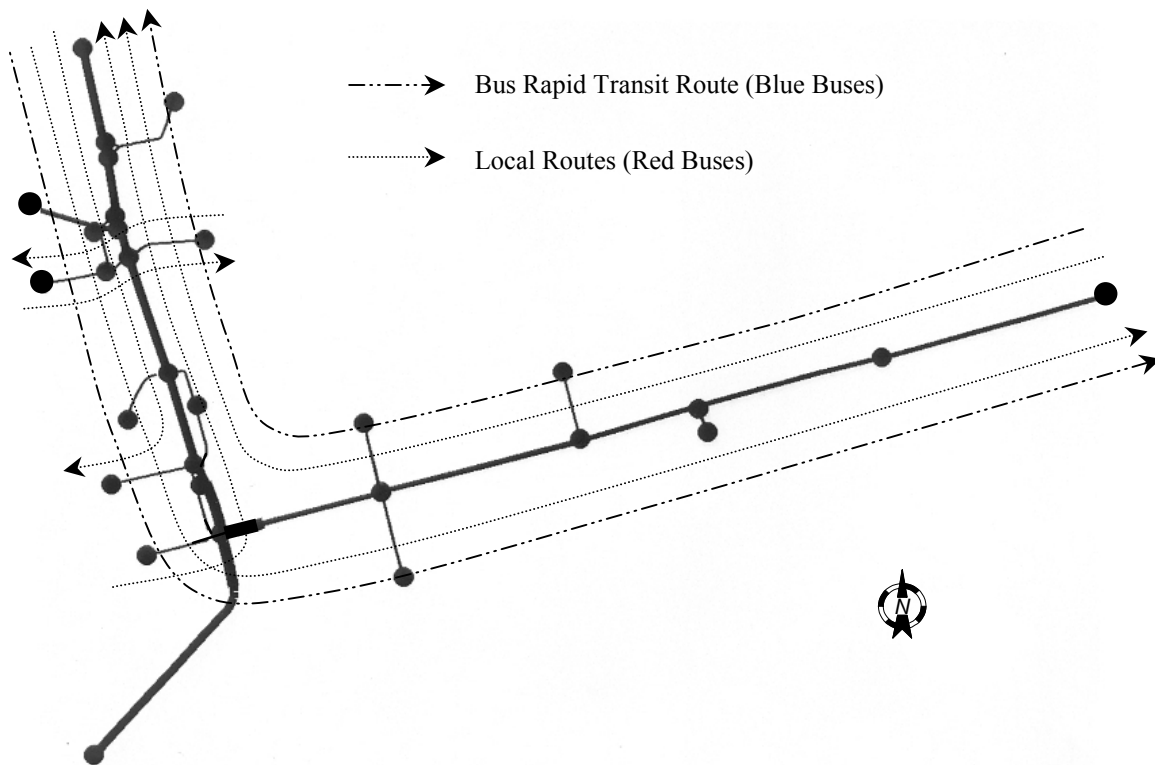 Bus Rapid Transit Route (Blue Buses)
Local Routes (Red Buses)
N